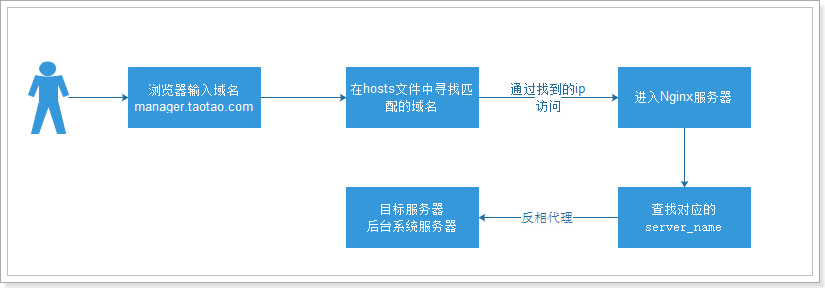 浏览器输入域名
manager.taotao.com
在hosts文件中寻找匹
配的域名
通过找到的ip
访问
进入Nginx服务器
查找对应的
server_name
反相代理
目标服务器
后台系统服务器